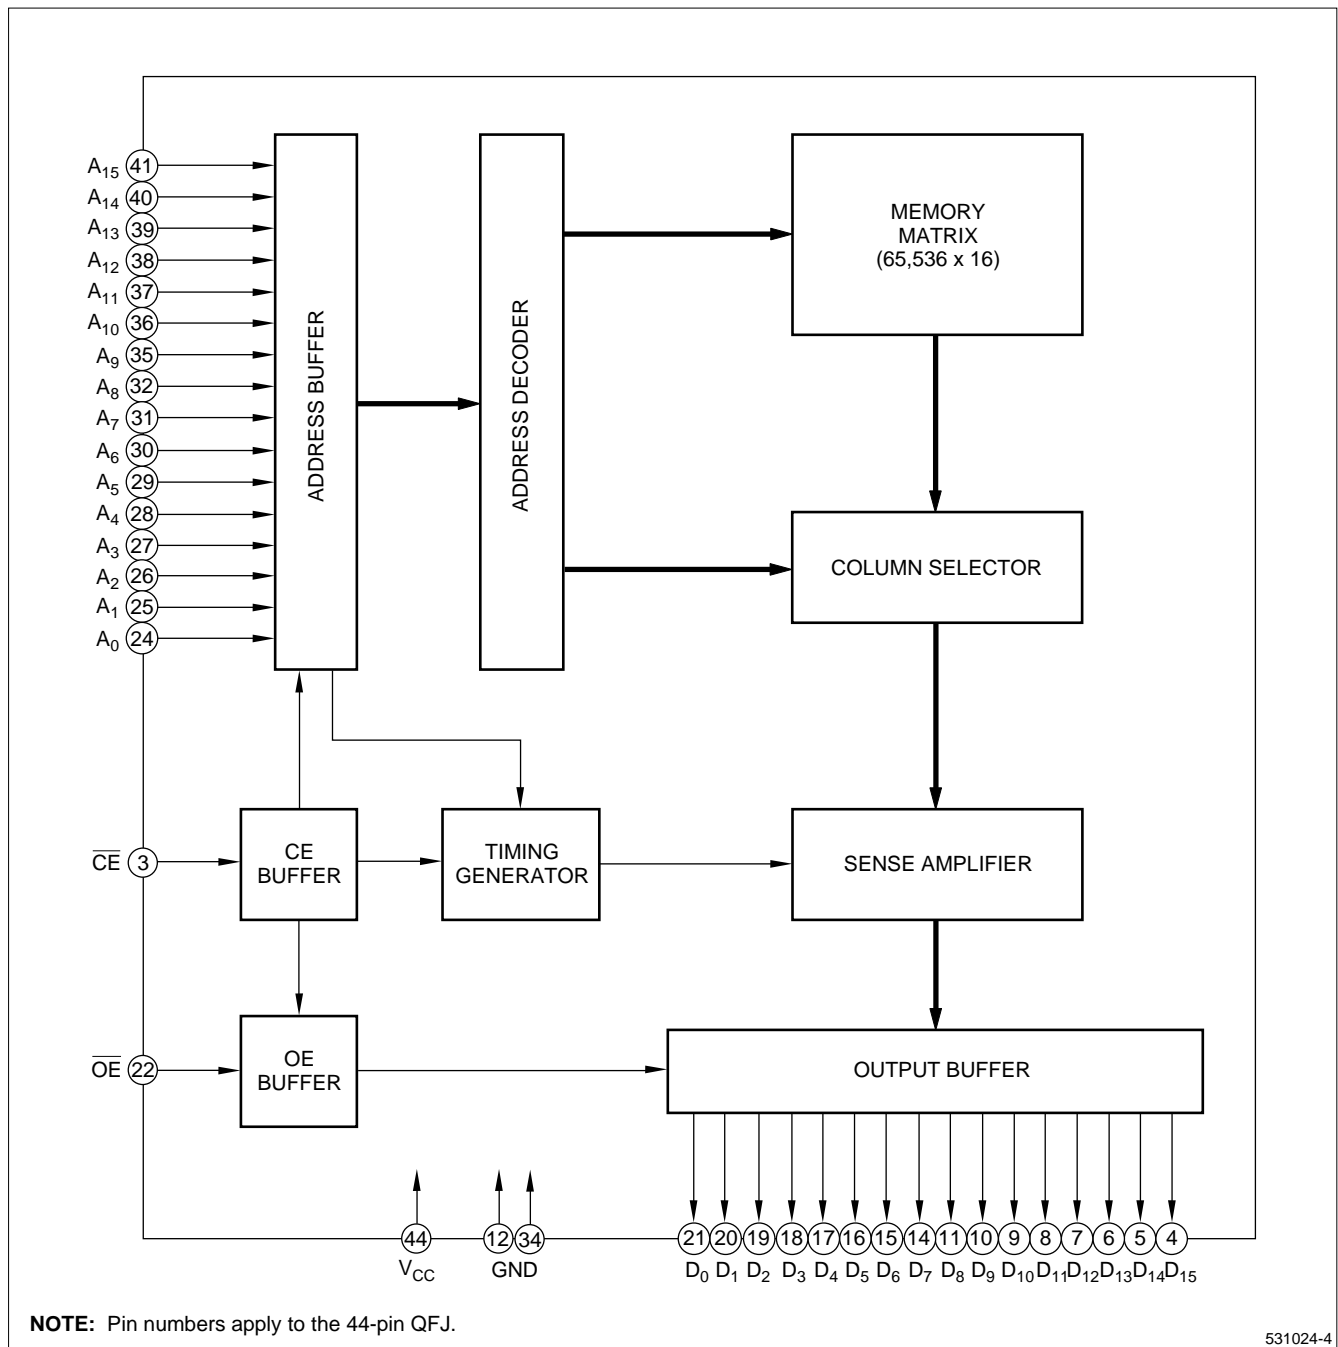 A15 41
A14 40
A13 39
A12 38
A11 37
A10 36
A9 35
A8 32
A7 31
A6 30
A5 29
A4 28
A3 27
A2 26
A1 25
A0 24
ADDRESS BUFFER
ADDRESS DECODER
MEMORY
MATRIX
(65,536 x 16)
COLUMN SELECTOR
CE 3
CE
BUFFER
TIMING
GENERATOR
SENSE AMPLIFIER
OE 22
OE
BUFFER
OUTPUT BUFFER
44 12 34 21 20 19 18 17 16 15 14 11 10 9 8 7 6 5 4
VCC GND D0 D1 D2 D3 D4 D5 D6 D7 D8 D9 D10 D11 D12 D13 D14 D15
NOTE: Pin numbers apply to the 44-pin QFJ.
531024-4